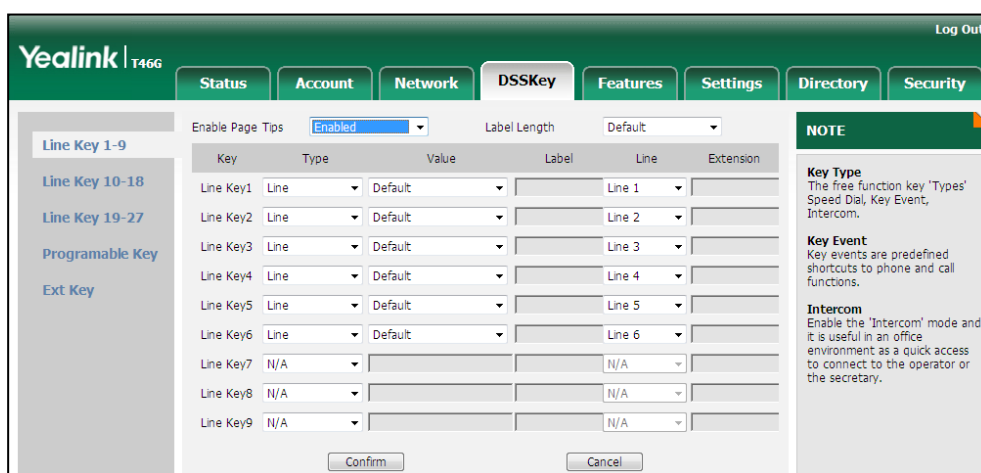 Log Out
Yealink T46G
Status Account Network DSSKey Features Settings Directory Security
Line Key 1-9
Line Key 10-18
Line Key 19-27
Programable Key
Ext Key
Enable Page Tips Enabled Label Length Default
Key Type Value Label Line Extension
Line Key1 Line Default Line 1
Line Key2 Line Default Line 2
Line Key3 Line Default Line 3
Line Key4 Line Default Line 4
Line Key5 Line Default Line 5
Line Key6 Line Default Line 6
Line Key7 N/A N/A
Line Key8 N/A N/A
Line Key9 N/A N/A
Confirm Cancel
NOTE
Key Type
The free function key 'Types'
Speed Dial, Key Event,
Intercom.
Key Event
Key events are predefined
shortcuts to phone and call
functions.
Intercom
Enable the 'Intercom' mode and
it is useful in an office
environment as a quick access
to connect to the operator or
the secretary.